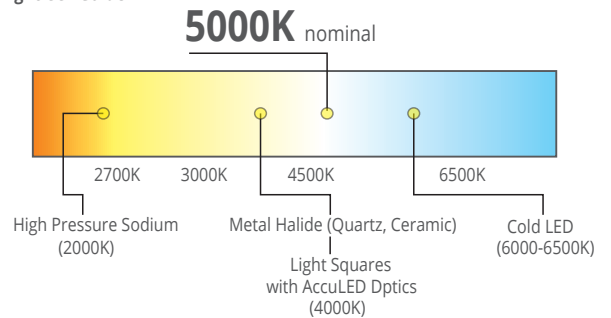 5000K nominal
2700K 3000K 4500K 6500K
High Pressure Sodium
(2000K)
Metal Halide (Quartz, Ceramic)
Light Squares
with AccuLED Dptics
(4000K)
Cold LED
(6000-6500K)